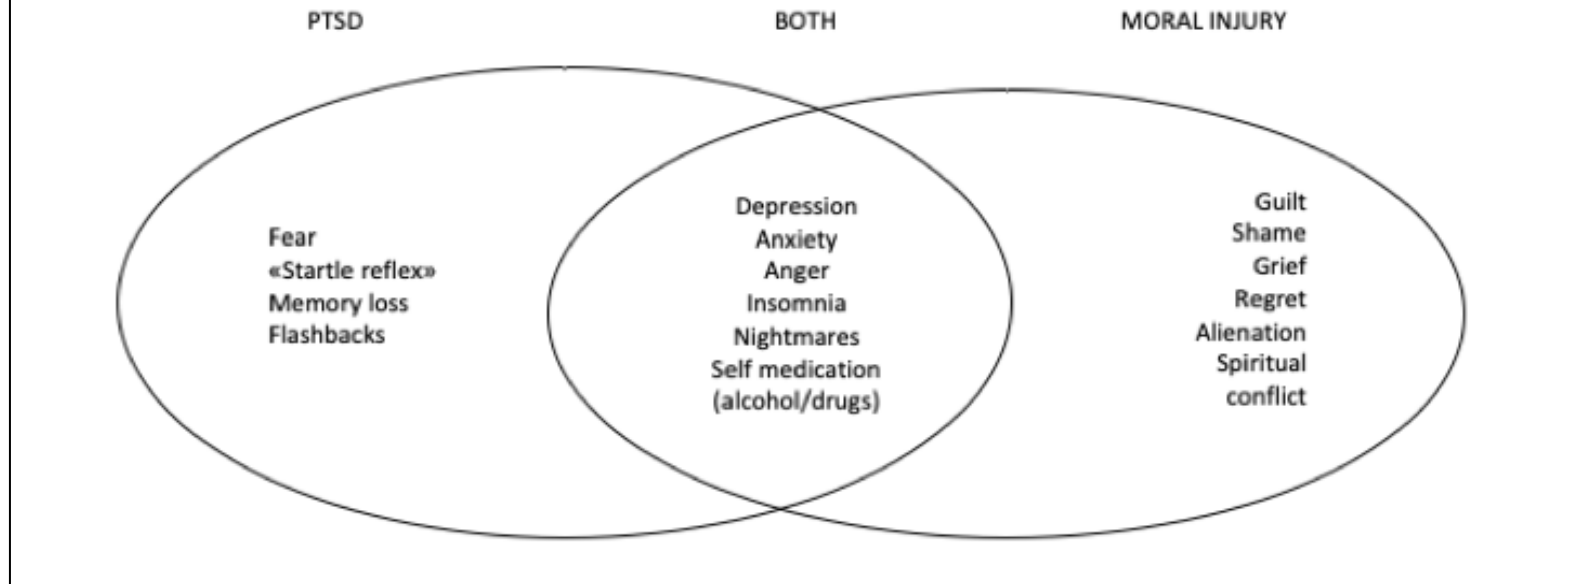 PTSD
BOTH
MORAL INJURY
Fear
«Startle reflex»
Memory loss
Flashbacks
Depression
Anxiety
Anger
Insomnia
Nightmares
Self medication
(alcohol/drugs)
Guilt
Shame
Grief
Regret
Alienation
Spiritual
conflict